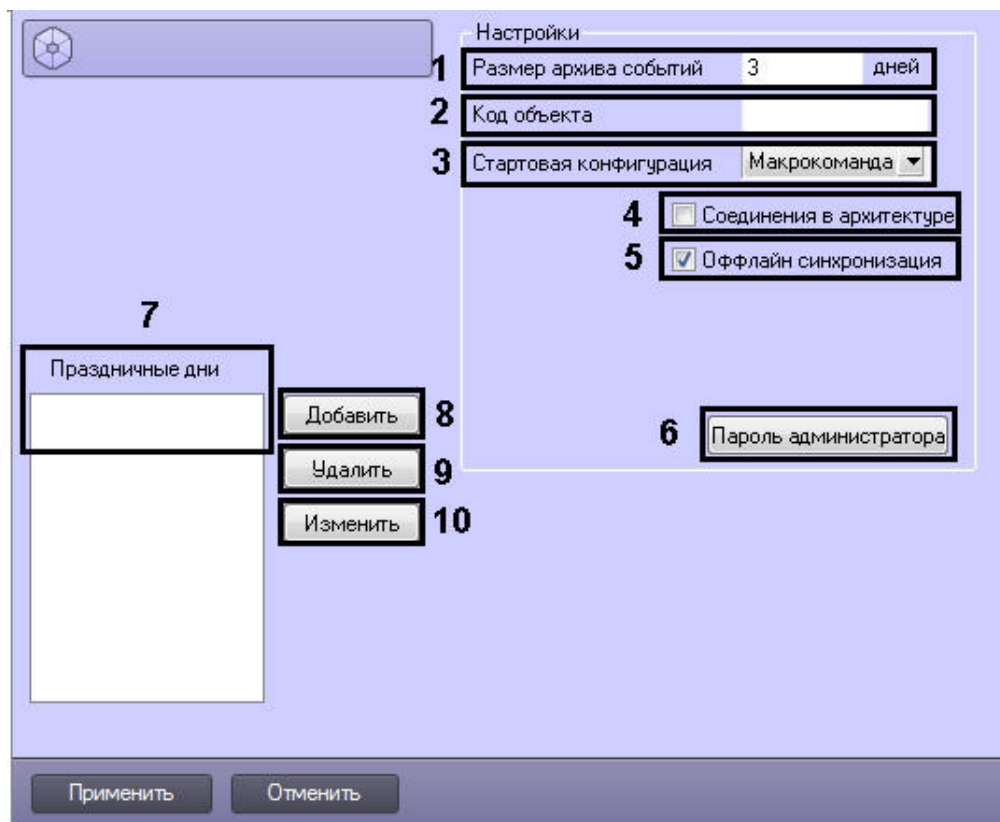 Настройки
1 Размер архива событий 3 дней
2 Код объекта
3 Стартовая конфигурация Макрокоманда
4 Соединения в архитектуре
5 Оффлайн синхронизация
7
Праздничные дни
Добавить 8
6 Пароль администратора
Удалить 9
Изменить 10
Применить Отменить